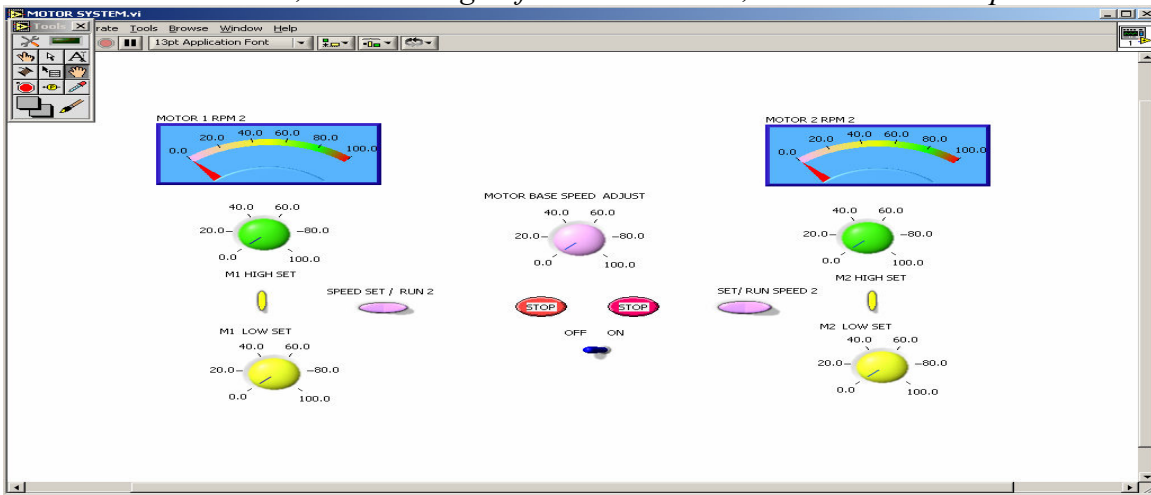 MOTOR SYSTEM.vi
Tools
rate Tools Browse Window Help
13pt Application Font
1
MOTOR 1 RPM 2
0.0 20.0 40.0 60.0 80.0 100.0
MOTOR 2 RPM 2
0.0 20.0 40.0 60.0 80.0 100.0
MOTOR BASE SPEED ADJUST
0.0 20.0 40.0 60.0 80.0 100.0
0.0 20.0 40.0 60.0 80.0 100.0
M1 HIGH SET
0.0 20.0 40.0 60.0 80.0 100.0
M2 HIGH SET
SPEED SET / RUN 2
STOP
STOP
SET/ RUN SPEED 2
OFF ON
M1 LOW SET
0.0 20.0 40.0 60.0 80.0 100.0
M2 LOW SET
0.0 20.0 40.0 60.0 80.0 100.0